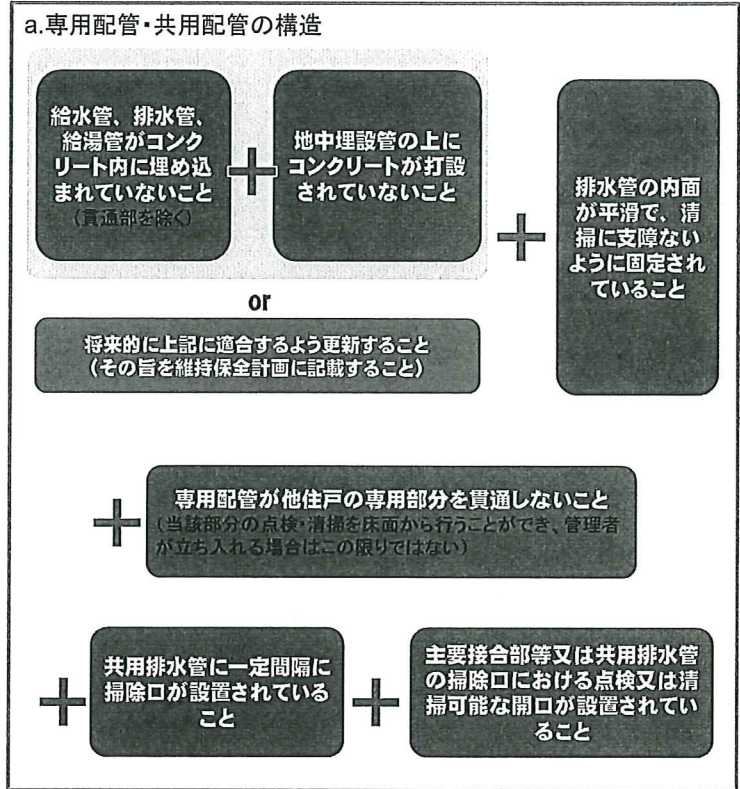 a.専用配管・共用配管の構造
給水管、排水管、
給湯管がコンク
リート内に埋め込
まれていないこと
(貫通部を除く)
+
地中埋設管の上に
コンクリートが打設
されていないこと
+
排水管の内面
が平滑で、清
掃に支障ない
ように固定され
ていること
or
将来的に上記に適合するよう更新すること
(その旨を維持保全計画に記載すること)
+
専用配管が他住戸の専用部分を貫通しないこと
(当該部分の点検・清掃を床面から行うことができ、管理者
が立ち入れる場合はこの限りではない)
+
共用排水管に一定間隔に
掃除口が設置されている
こと
+
主要接合部等又は共用排水管
の掃除口における点検又は清
掃可能な開口が設置されてい
ること